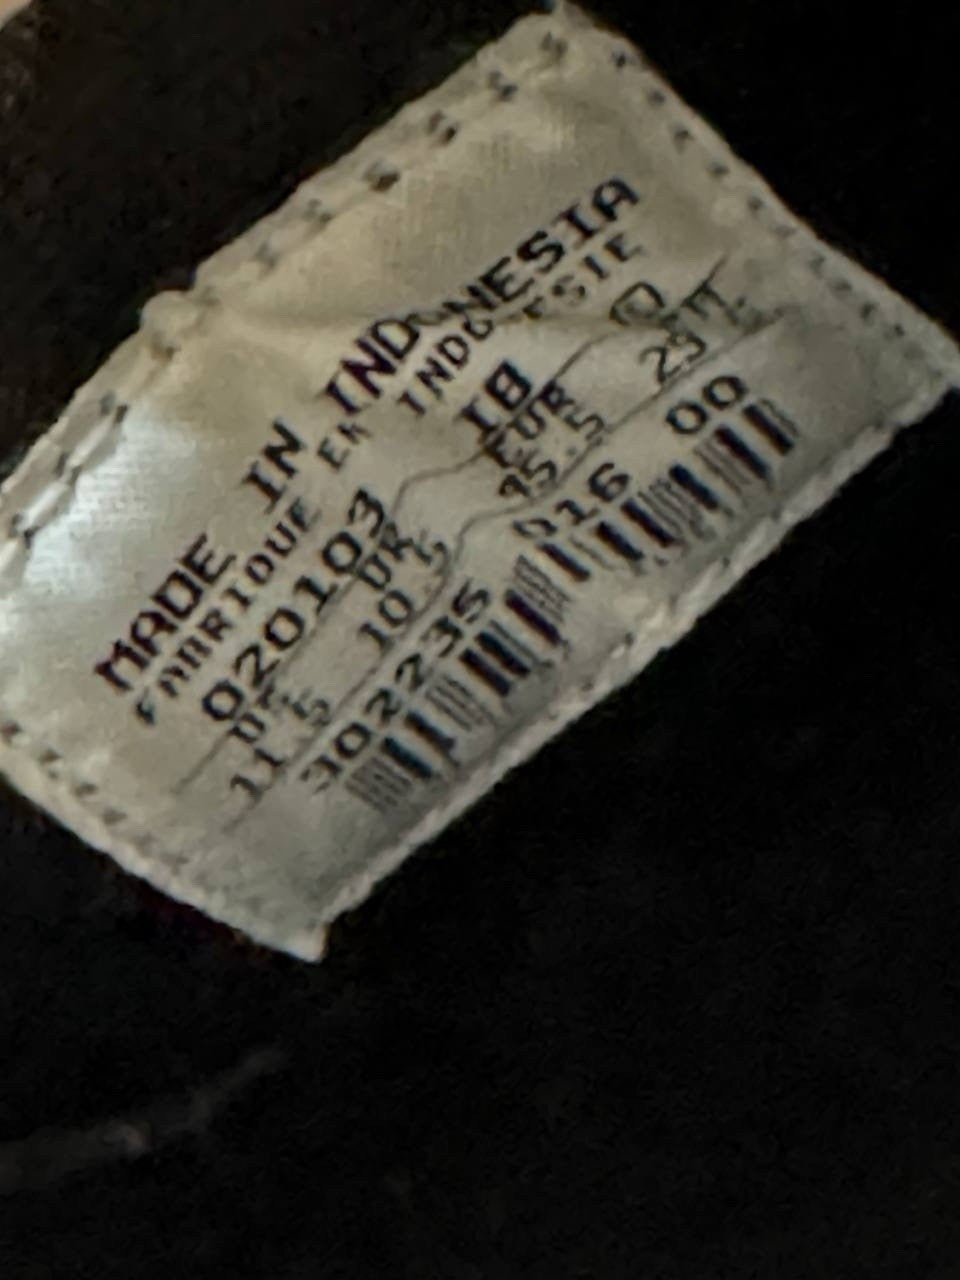 MADE IN INDONESIA
FABRIQUE EN INDONESIE
020103 IB
UK EUR
11.5 10.5 45.5 29
302235 016 00